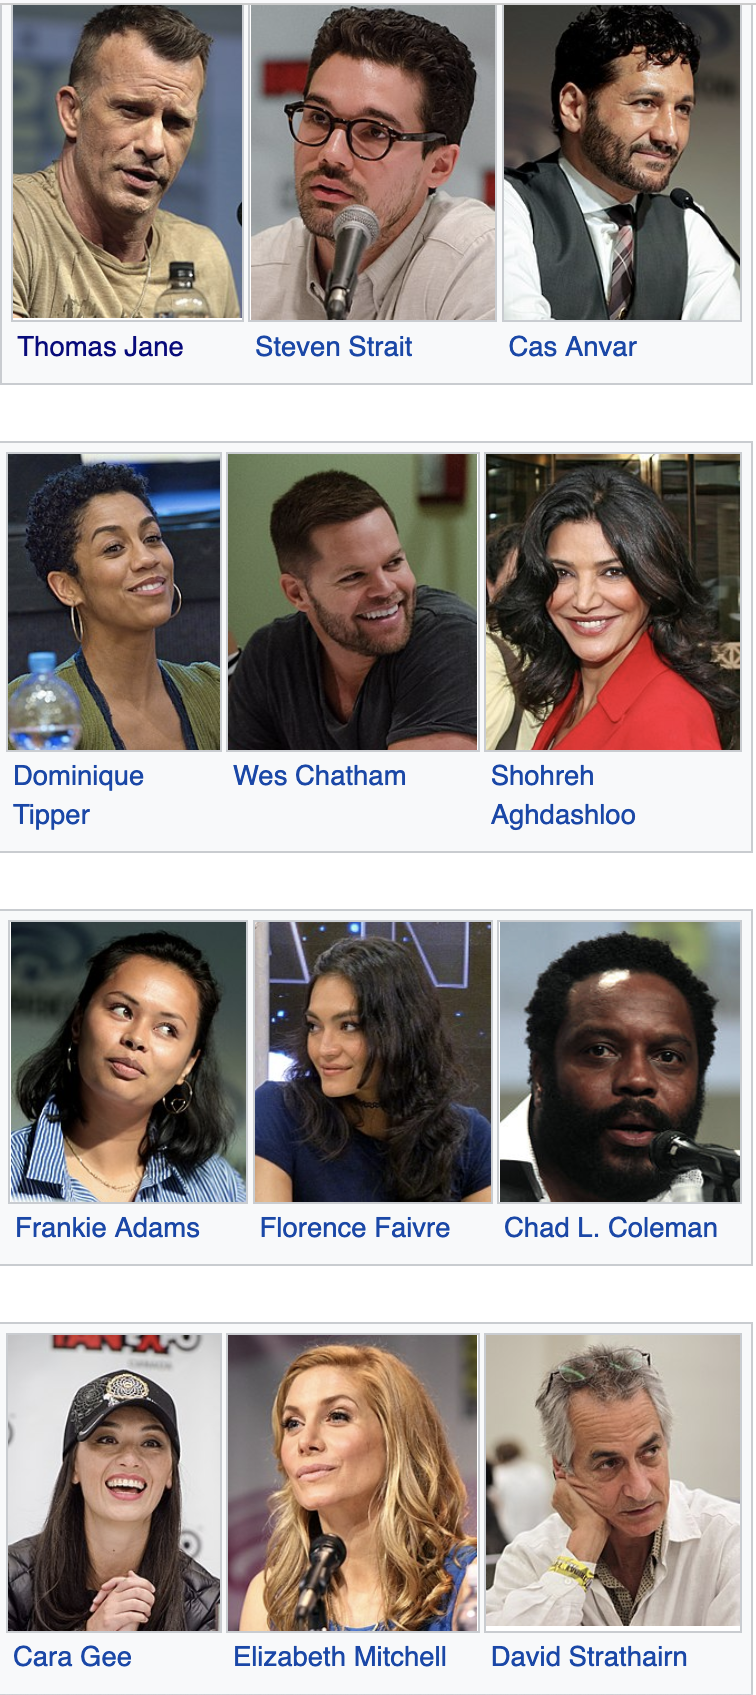 Thomas Jane
Steven Strait
Cas Anvar
Dominique
Tipper
Wes Chatham
Shohreh
Aghdashloo
Frankie Adams
Florence Faivre
Chad L. Coleman
CANADA
Cara Gee
Elizabeth Mitchell
David Strathairn